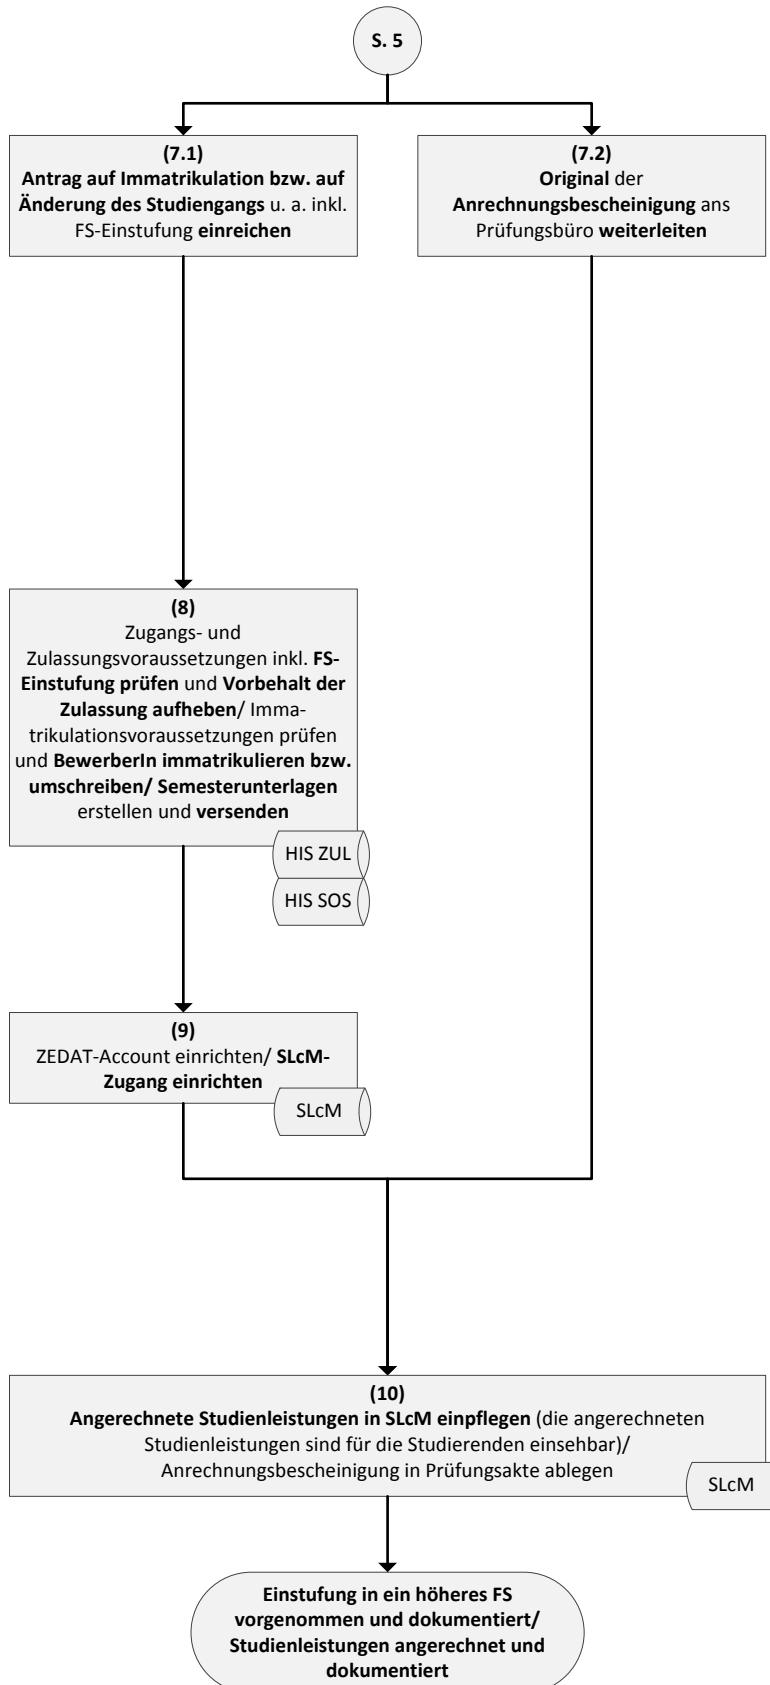 S. 5
(7.1)
Antrag auf Immatrikulation bzw. auf
Änderung des Studiengangs u. a. inkl.
FS-Einstufung einreichen
(7.2)
Original der
Anrechnungsbescheinigung ans
Prüfungsbüro weiterleiten
(8)
Zugangs- und
Zulassungsvoraussetzungen inkl. FS-
Einstufung prüfen und Vorbehalt der
Zulassung aufheben/ Imma-
trikulationsvoraussetzungen prüfen
und BewerberIn immatrikulieren bzw.
umschreiben/ Semesterunterlagen
erstellen und versenden
HIS ZUL
HIS SOS
(9)
ZEDAT-Account einrichten/ SLcM-
Zugang einrichten
SLcM
(10)
Angerechnete Studienleistungen in SLcM einpflegen (die angerechneten
Studienleistungen sind für die Studierenden einsehbar)/
Anrechnungsbescheinigung in Prüfungsakte ablegen
SLcM
Einstufung in ein höheres FS
vorgenommen und dokumentiert/
Studienleistungen angerechnet und
dokumentiert